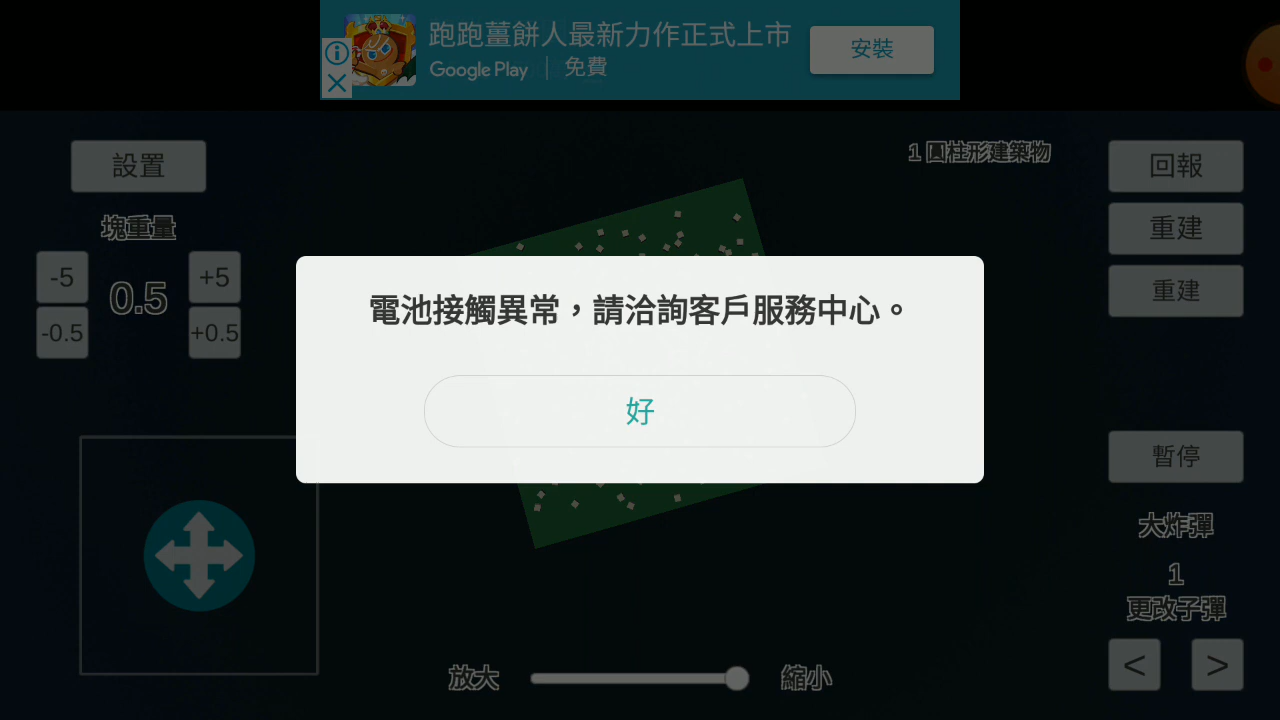 跑跑薑餅人最新力作正式上市
Google Play | 免費
安裝
設置
1 圓柱形建築物
回報
塊重量
重建
-5
+5
0.5
重建
-0.5
+0.5
電池接觸異常，請洽詢客戶服務中心。
好
暫停
大炸彈
1
更改子彈
放大
縮小
<
>